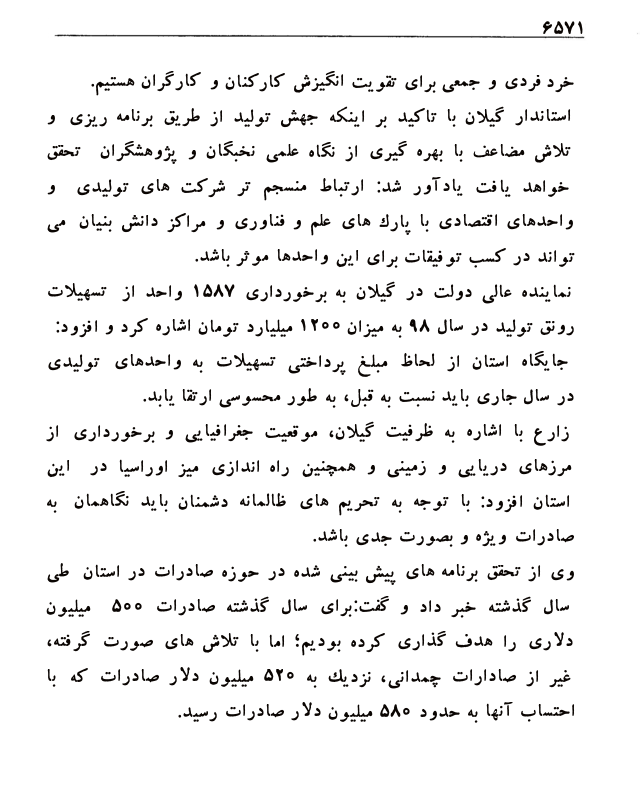 ۶۵۷۱
خرد فردی و جمعی برای تقویت انگیزش کارکنان و کارگران هستیم.
استاندار گیلان با تاکید بر اینکه جهش تولید از طریق برنامه ریزی و
تلاش مضاعف با بهره گیری از نگاه علمی نخبگان و پژوهشگران تحقق
خواهد یافت یادآور شد: ارتباط منسجم تر شرکت های تولیدی و
واحدهای اقتصادی با پارك های علم و فناوری و مراکز دانش بنیان می
تواند در کسب توفیقات برای این واحدها موثر باشد.
نماینده عالی دولت در گیلان به برخورداری ۱۵۸۷ واحد از تسهیلات
رونق تولید در سال ۹۸ به میزان ۱۲۰۰ میلیارد تومان اشاره کرد و افزود:
جایگاه استان از لحاظ مبلغ پرداختی تسهیلات به واحدهای تولیدی
در سال جاری باید نسبت به قبل، به طور محسوسی ارتقا یابد.
زارع با اشاره به ظرفیت گیلان، موقعیت جغرافیایی و برخورداری از
مرزهای دریایی و زمینی و همچنین راه اندازی میز اوراسیا در این
استان افزود: با توجه به تحریم های ظالمانه دشمنان باید نگاهمان به
صادرات ویژه و بصورت جدی باشد.
وی از تحقق برنامه های پیش بینی شده در حوزه صادرات در استان طی
سال گذشته خبر داد و گفت:برای سال گذشته صادرات ۵۰۰ میلیون
دلاری را هدف گذاری کرده بودیم؛ اما با تلاش های صورت گرفته،
غیر از صادارات چمدانی، نزدیك به ۵۲۰ میلیون دلار صادرات که با
احتساب آنها به حدود ۵۸۰ میلیون دلار صادرات رسید.